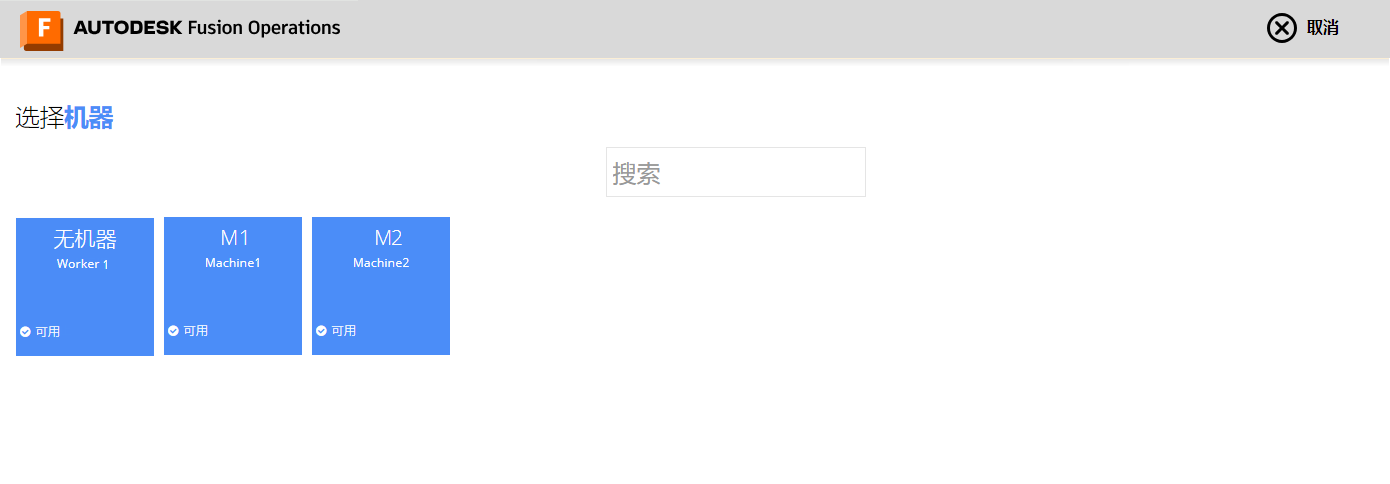 F AUTODESK Fusion Operations
取消
选择机器
搜索
无机器
Worker 1
可用
M1
Machine1
可用
M2
Machine2
可用